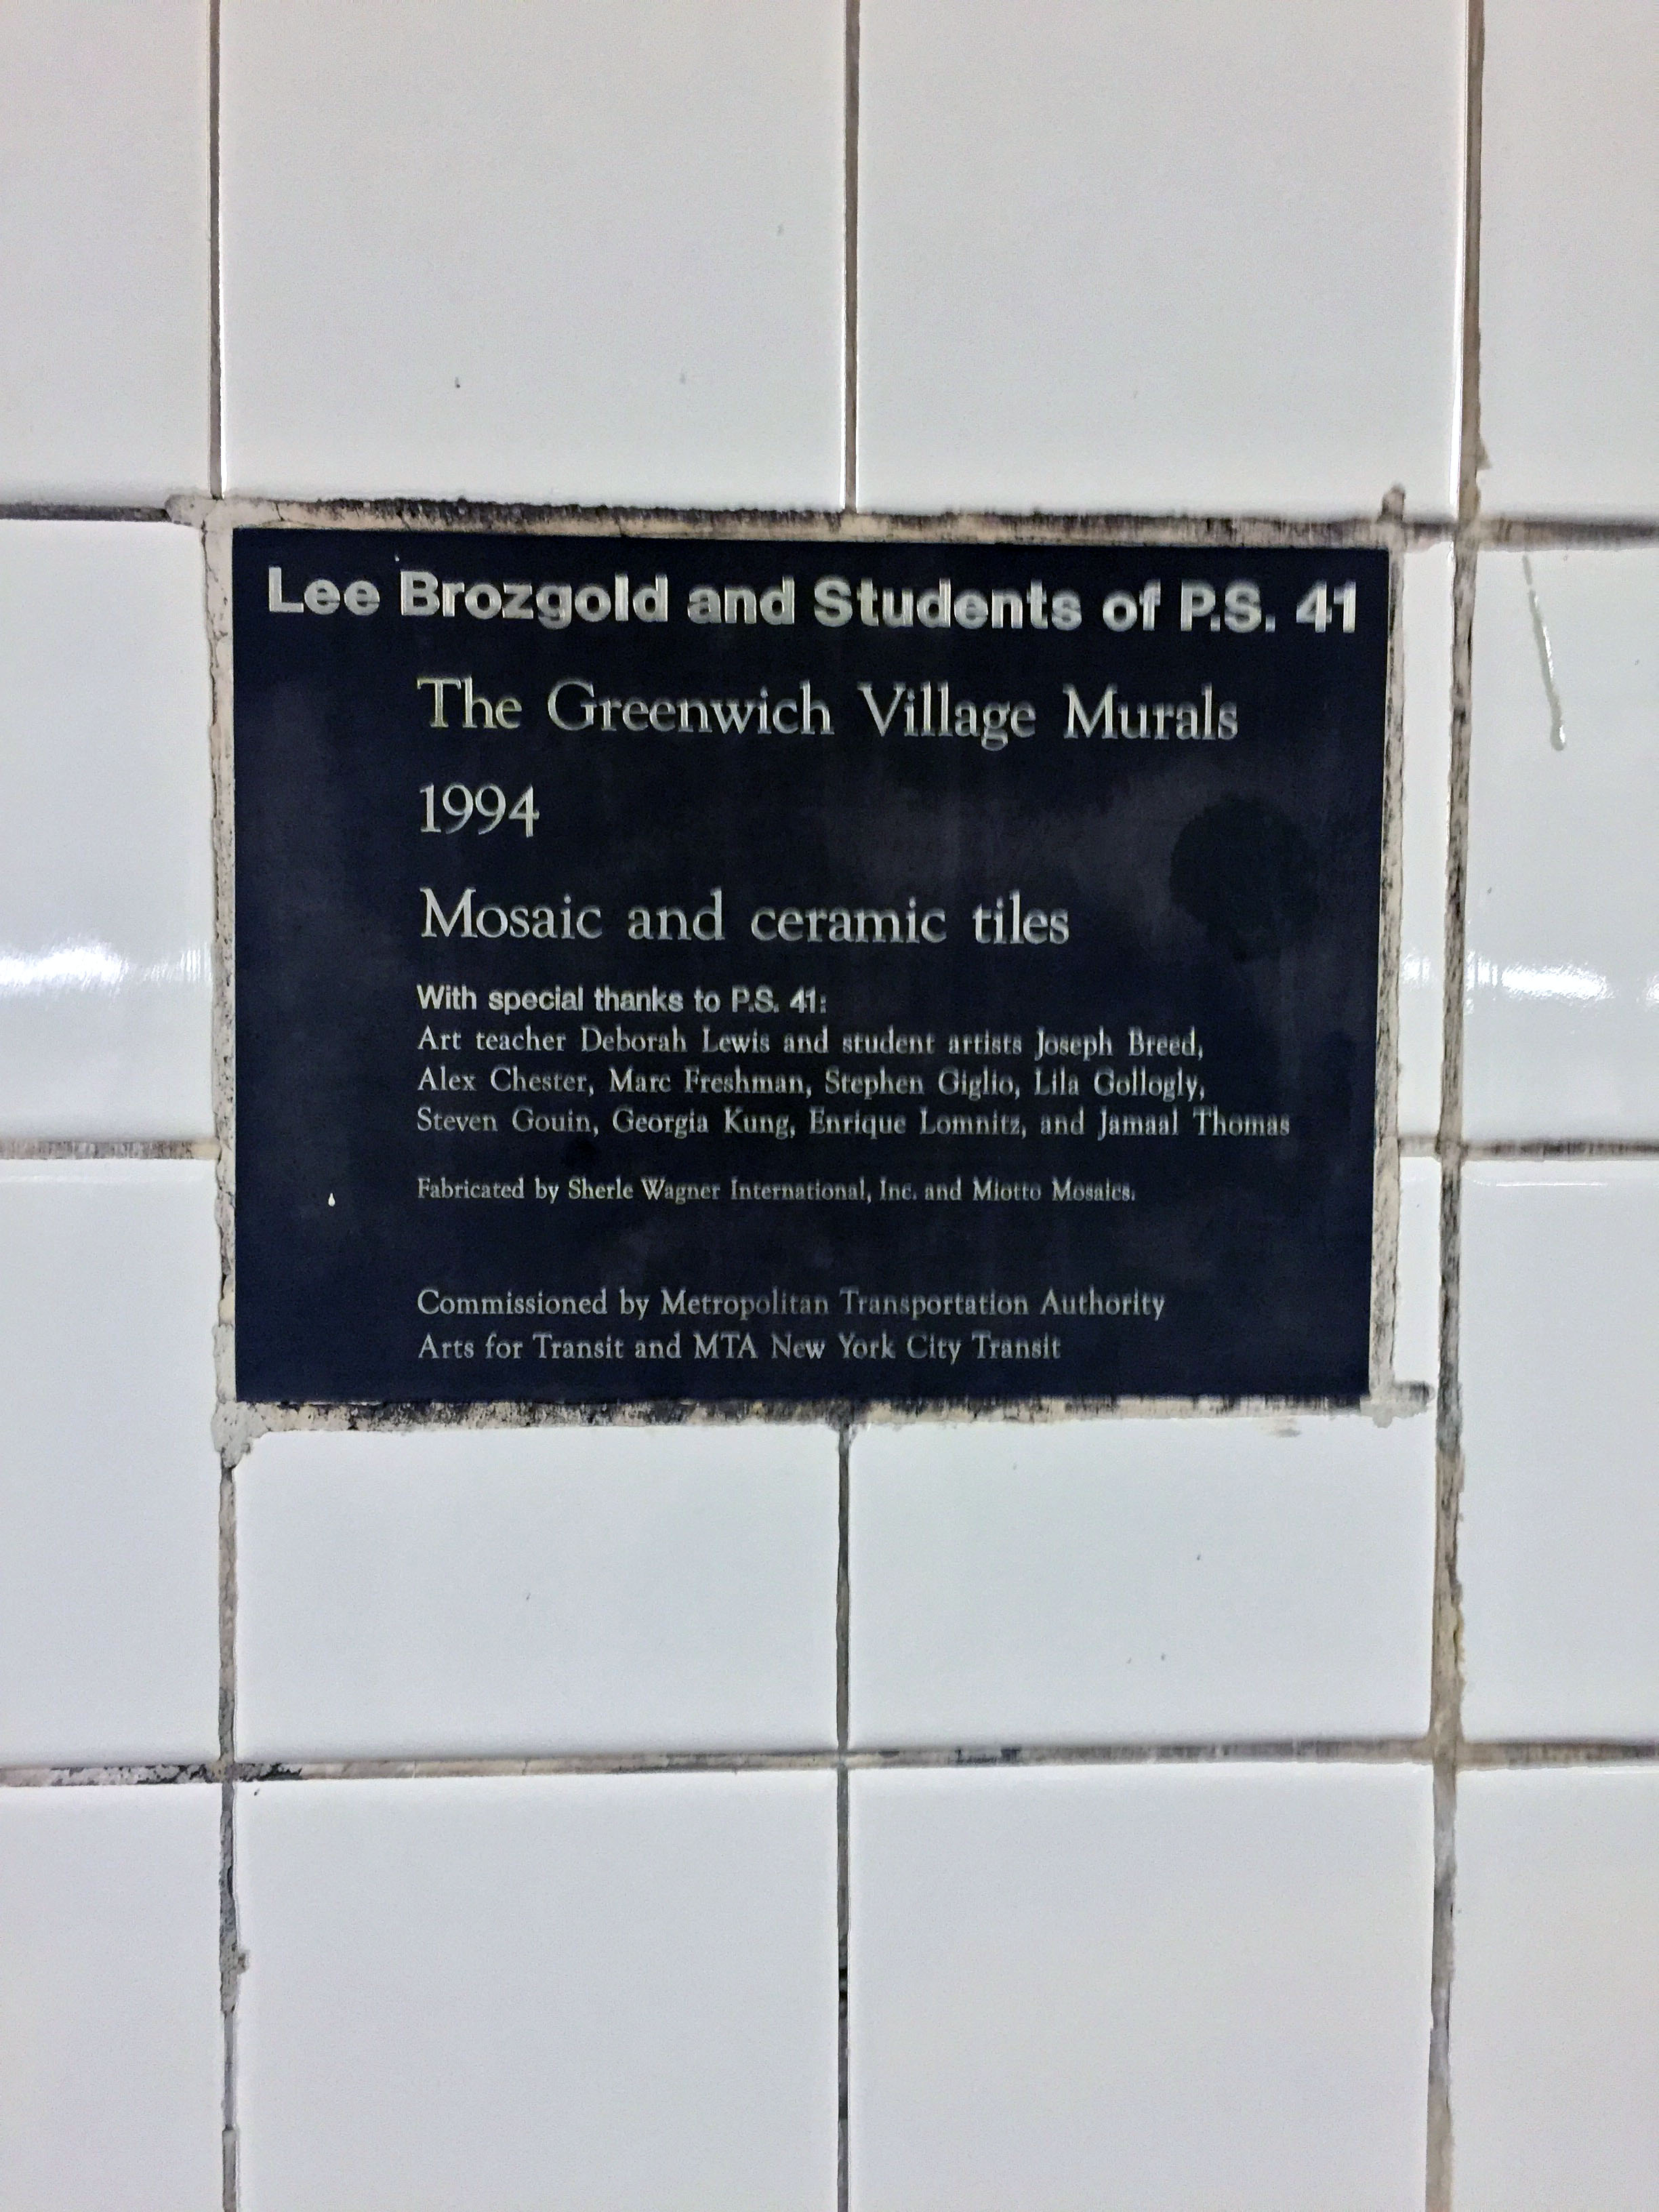 Lee Brozgold and Students of P.S. 41
The Greenwich Village Murals
1994
Mosaic and ceramic tiles
With special thanks to P.S. 41:
Art teacher Deborah Lewis and student artists Joseph Breed,
Alex Chester, Marc Freshman, Stephen Giglio, Lila Gollogly,
Steven Gouin, Georgia Kung, Enrique Lomnitz, and Jamaal Thomas
Fabricated by Sherle Wagner International, Inc. and Miotto Mosaics.
Commissioned by Metropolitan Transportation Authority
Arts for Transit and MTA New York City Transit